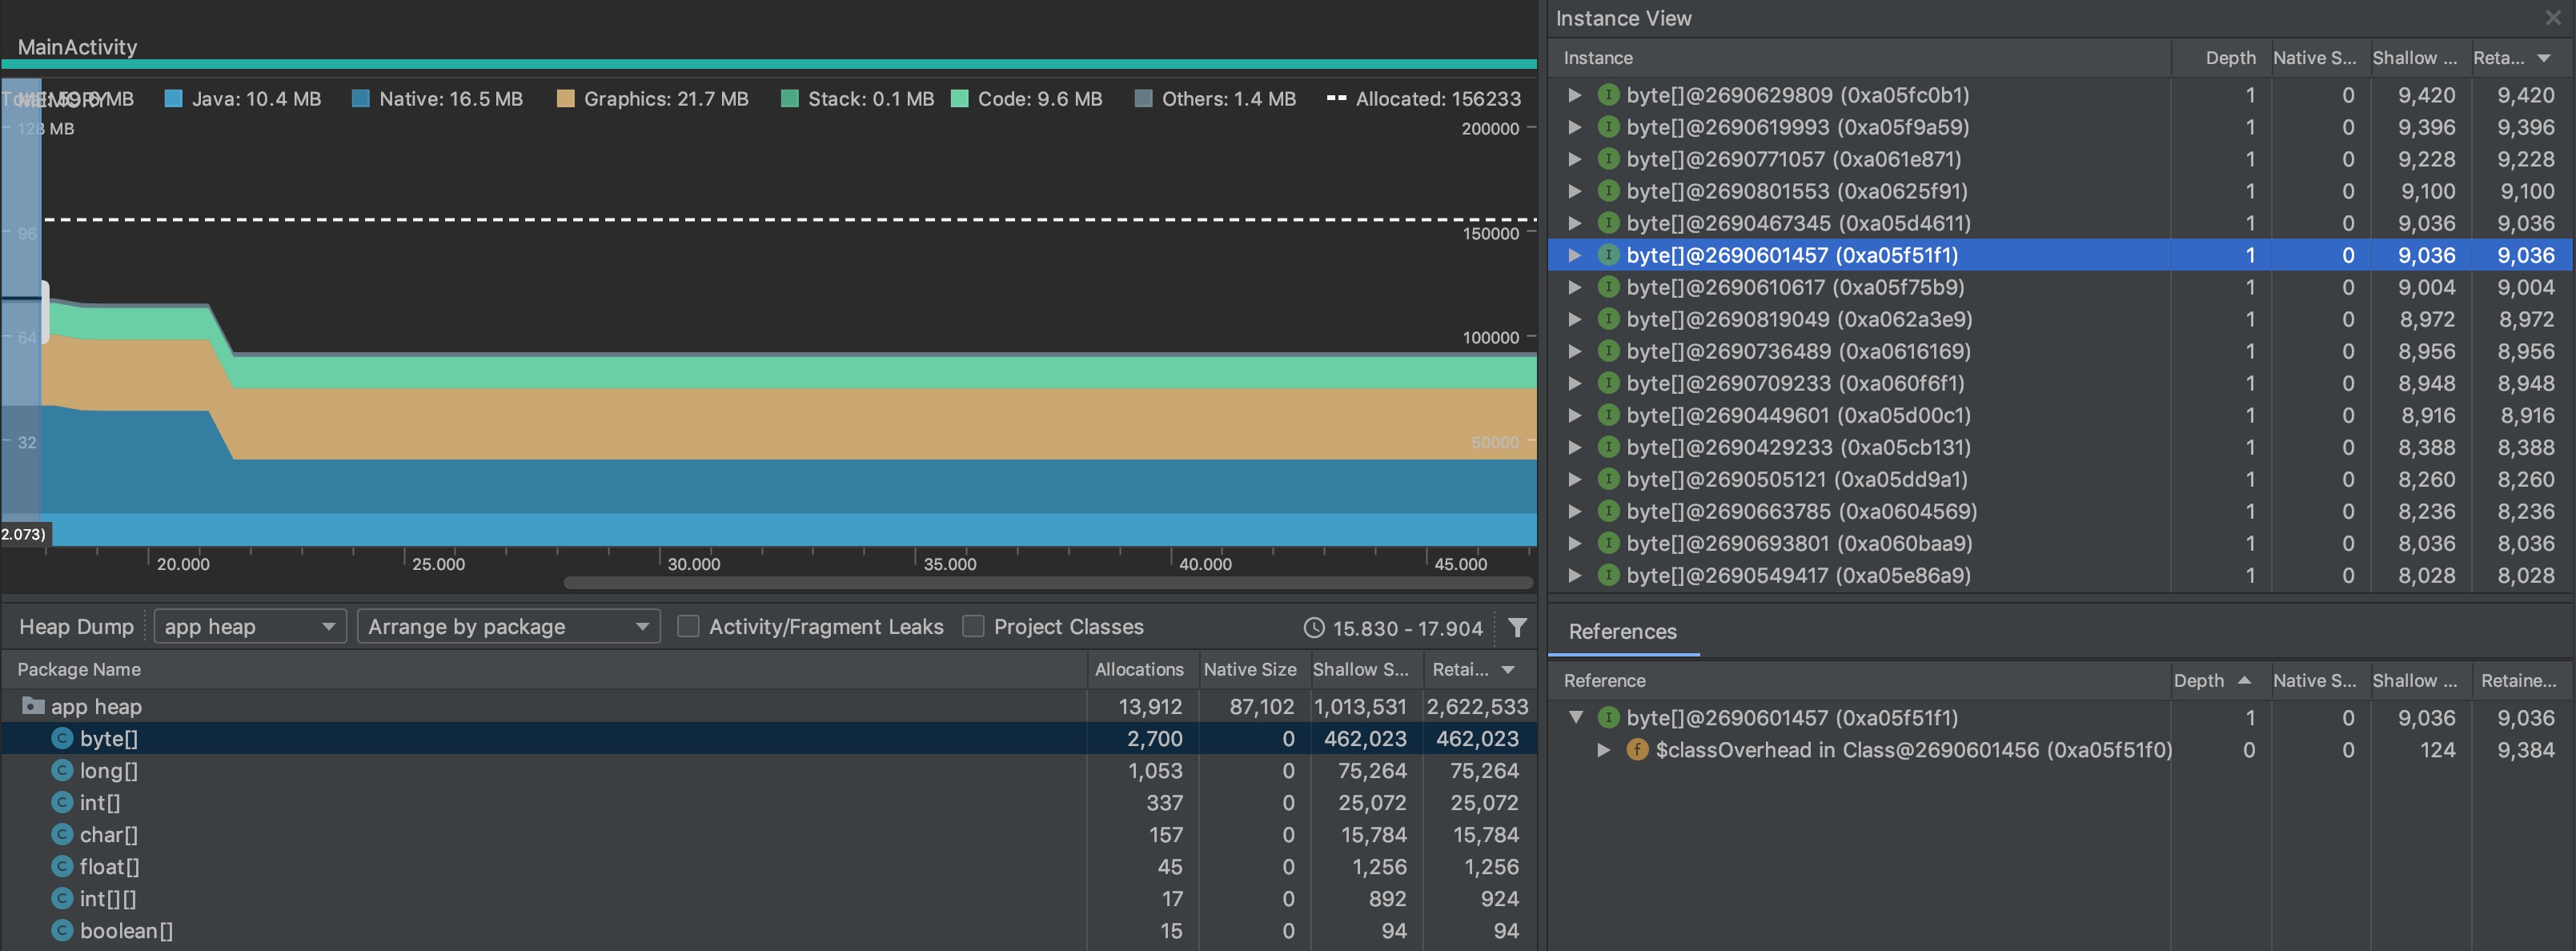 MainActivity
Java: 10.4 MB Native: 16.5 MB Graphics: 21.7 MB Stack: 0.1 MB Code: 9.6 MB Others: 1.4 MB Allocated: 156233
128 MB 200000
96 150000
64 100000
32 50000
2.073)
20.000 25.000 30.000 35.000 40.000 45.000
Heap Dump app heap Arrange by package Activity/Fragment Leaks Project Classes 15.830 - 17.904
Package Name Allocations Native Size Shallow S... Retai...
app heap 13,912 87,102 1,013,531 2,622,533
byte[] 2,700 0 462,023 462,023
long[] 1,053 0 75,264 75,264
int[] 337 0 25,072 25,072
char[] 157 0 15,784 15,784
float[] 45 0 1,256 1,256
int[][] 17 0 892 924
boolean[] 15 0 94 94
Instance View
Instance Depth Native S... Shallow ... Reta...
byte[]@2690629809 (0xa05fc0b1) 1 0 9,420 9,420
byte[]@2690619993 (0xa05f9a59) 1 0 9,396 9,396
byte[]@2690771057 (0xa061e871) 1 0 9,228 9,228
byte[]@2690801553 (0xa0625f91) 1 0 9,100 9,100
byte[]@2690467345 (0xa05d4611) 1 0 9,036 9,036
byte[]@2690601457 (0xa05f51f1) 1 0 9,036 9,036
byte[]@2690610617 (0xa05f75b9) 1 0 9,004 9,004
byte[]@2690819049 (0xa062a3e9) 1 0 8,972 8,972
byte[]@2690736489 (0xa0616169) 1 0 8,956 8,956
byte[]@2690709233 (0xa060f6f1) 1 0 8,948 8,948
byte[]@2690449601 (0xa05d00c1) 1 0 8,916 8,916
byte[]@2690429233 (0xa05cb131) 1 0 8,388 8,388
byte[]@2690505121 (0xa05dd9a1) 1 0 8,260 8,260
byte[]@2690663785 (0xa0604569) 1 0 8,236 8,236
byte[]@2690693801 (0xa060baa9) 1 0 8,036 8,036
byte[]@2690549417 (0xa05e86a9) 1 0 8,028 8,028
References
Reference Depth Native S... Shallow ... Retaine...
byte[]@2690601457 (0xa05f51f1) 1 0 9,036 9,036
$classOverhead in Class@2690601456 (0xa05f51f0) 0 0 124 9,384